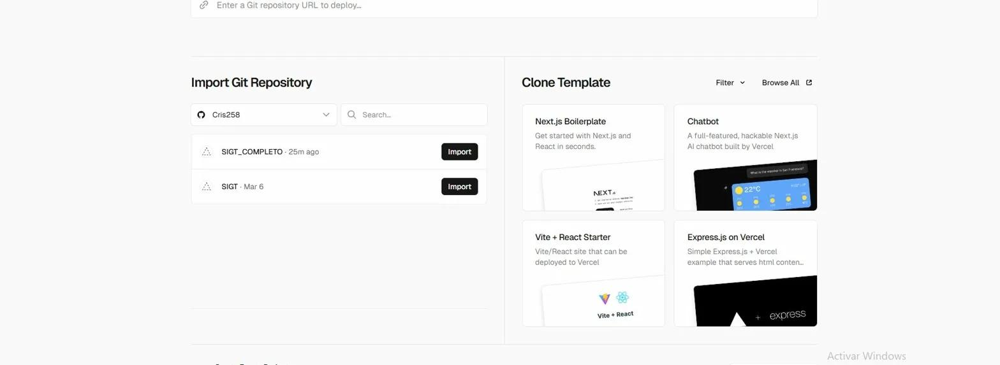 Enter a Git repository URL to deploy...
Import Git Repository
Cris258
Search...
SIGT_COMPLETO · 25m ago
Import
SIGT · Mar 6
Import
Clone Template
Filter
Browse All
Next.js Boilerplate
Get started with Next.js and
React in seconds.
NEXT.js
Chatbot
A full-featured, hackable Next.js
AI chatbot built by Vercel
What is the weather in San Francisco?
22°C
Vite + React Starter
Vite/React site that can be
deployed to Vercel
Vite + React
Express.js on Vercel
Simple Express.js + Vercel
example that serves html conten...
+ express
Activar Windows